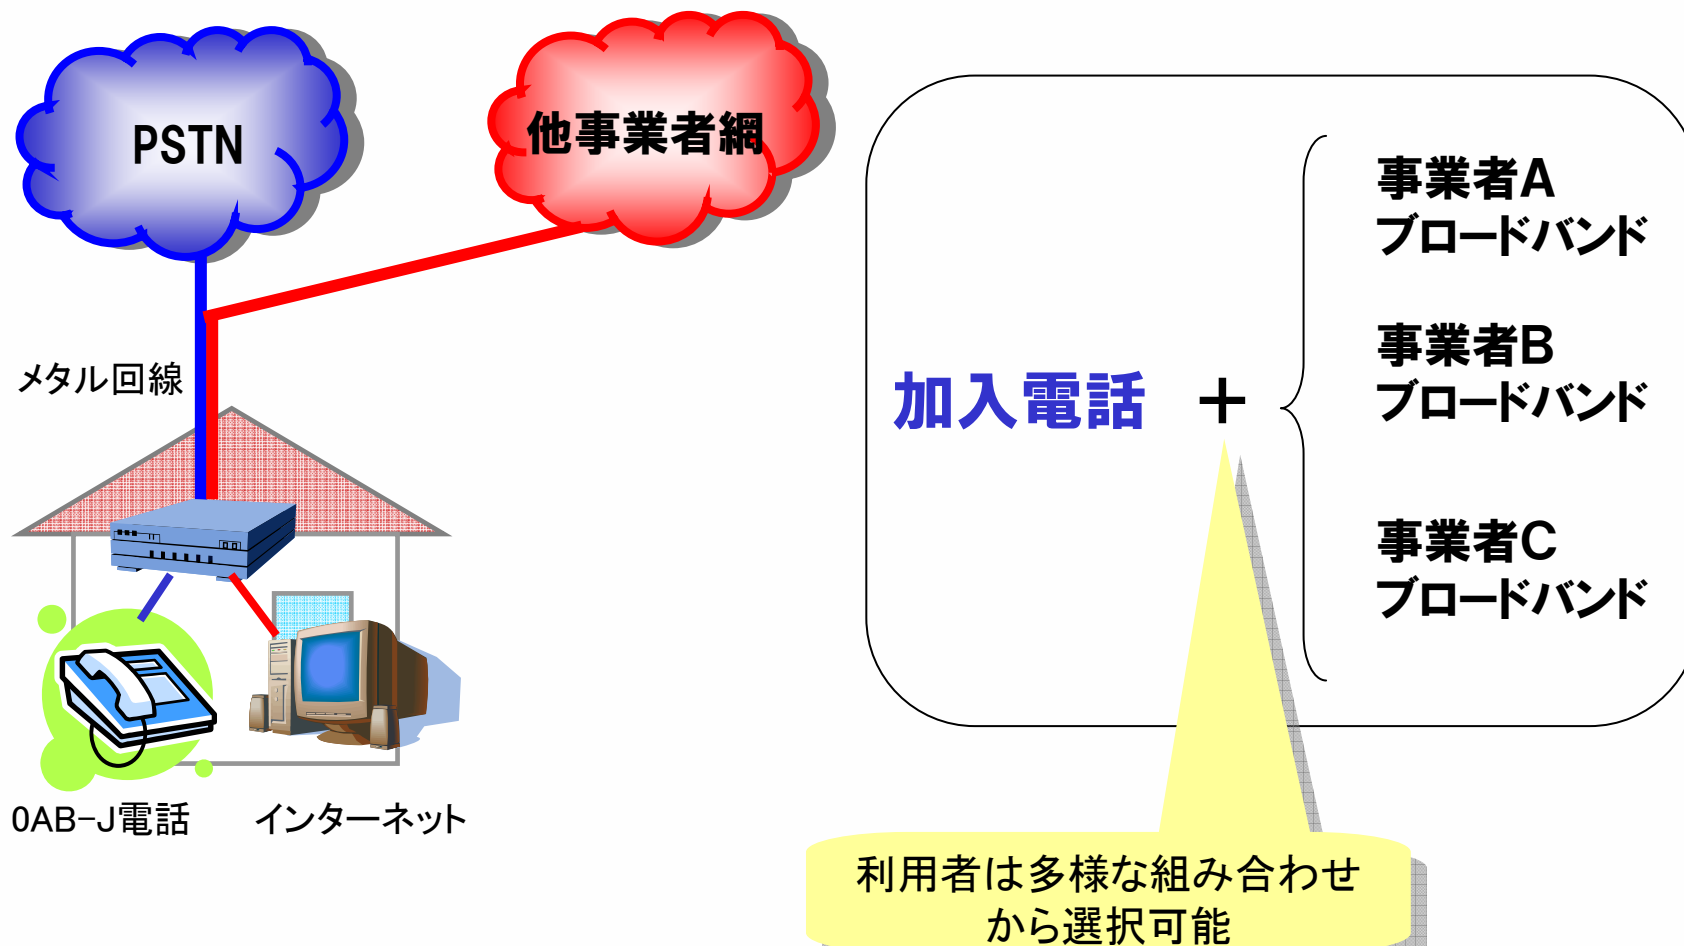 PSTN
他事業者網
メタル回線
0AB-J電話
インターネット
加入電話
+
事業者A
ブロードバンド
事業者B
ブロードバンド
事業者C
ブロードバンド
利用者は多様な組み合わせ
から選択可能